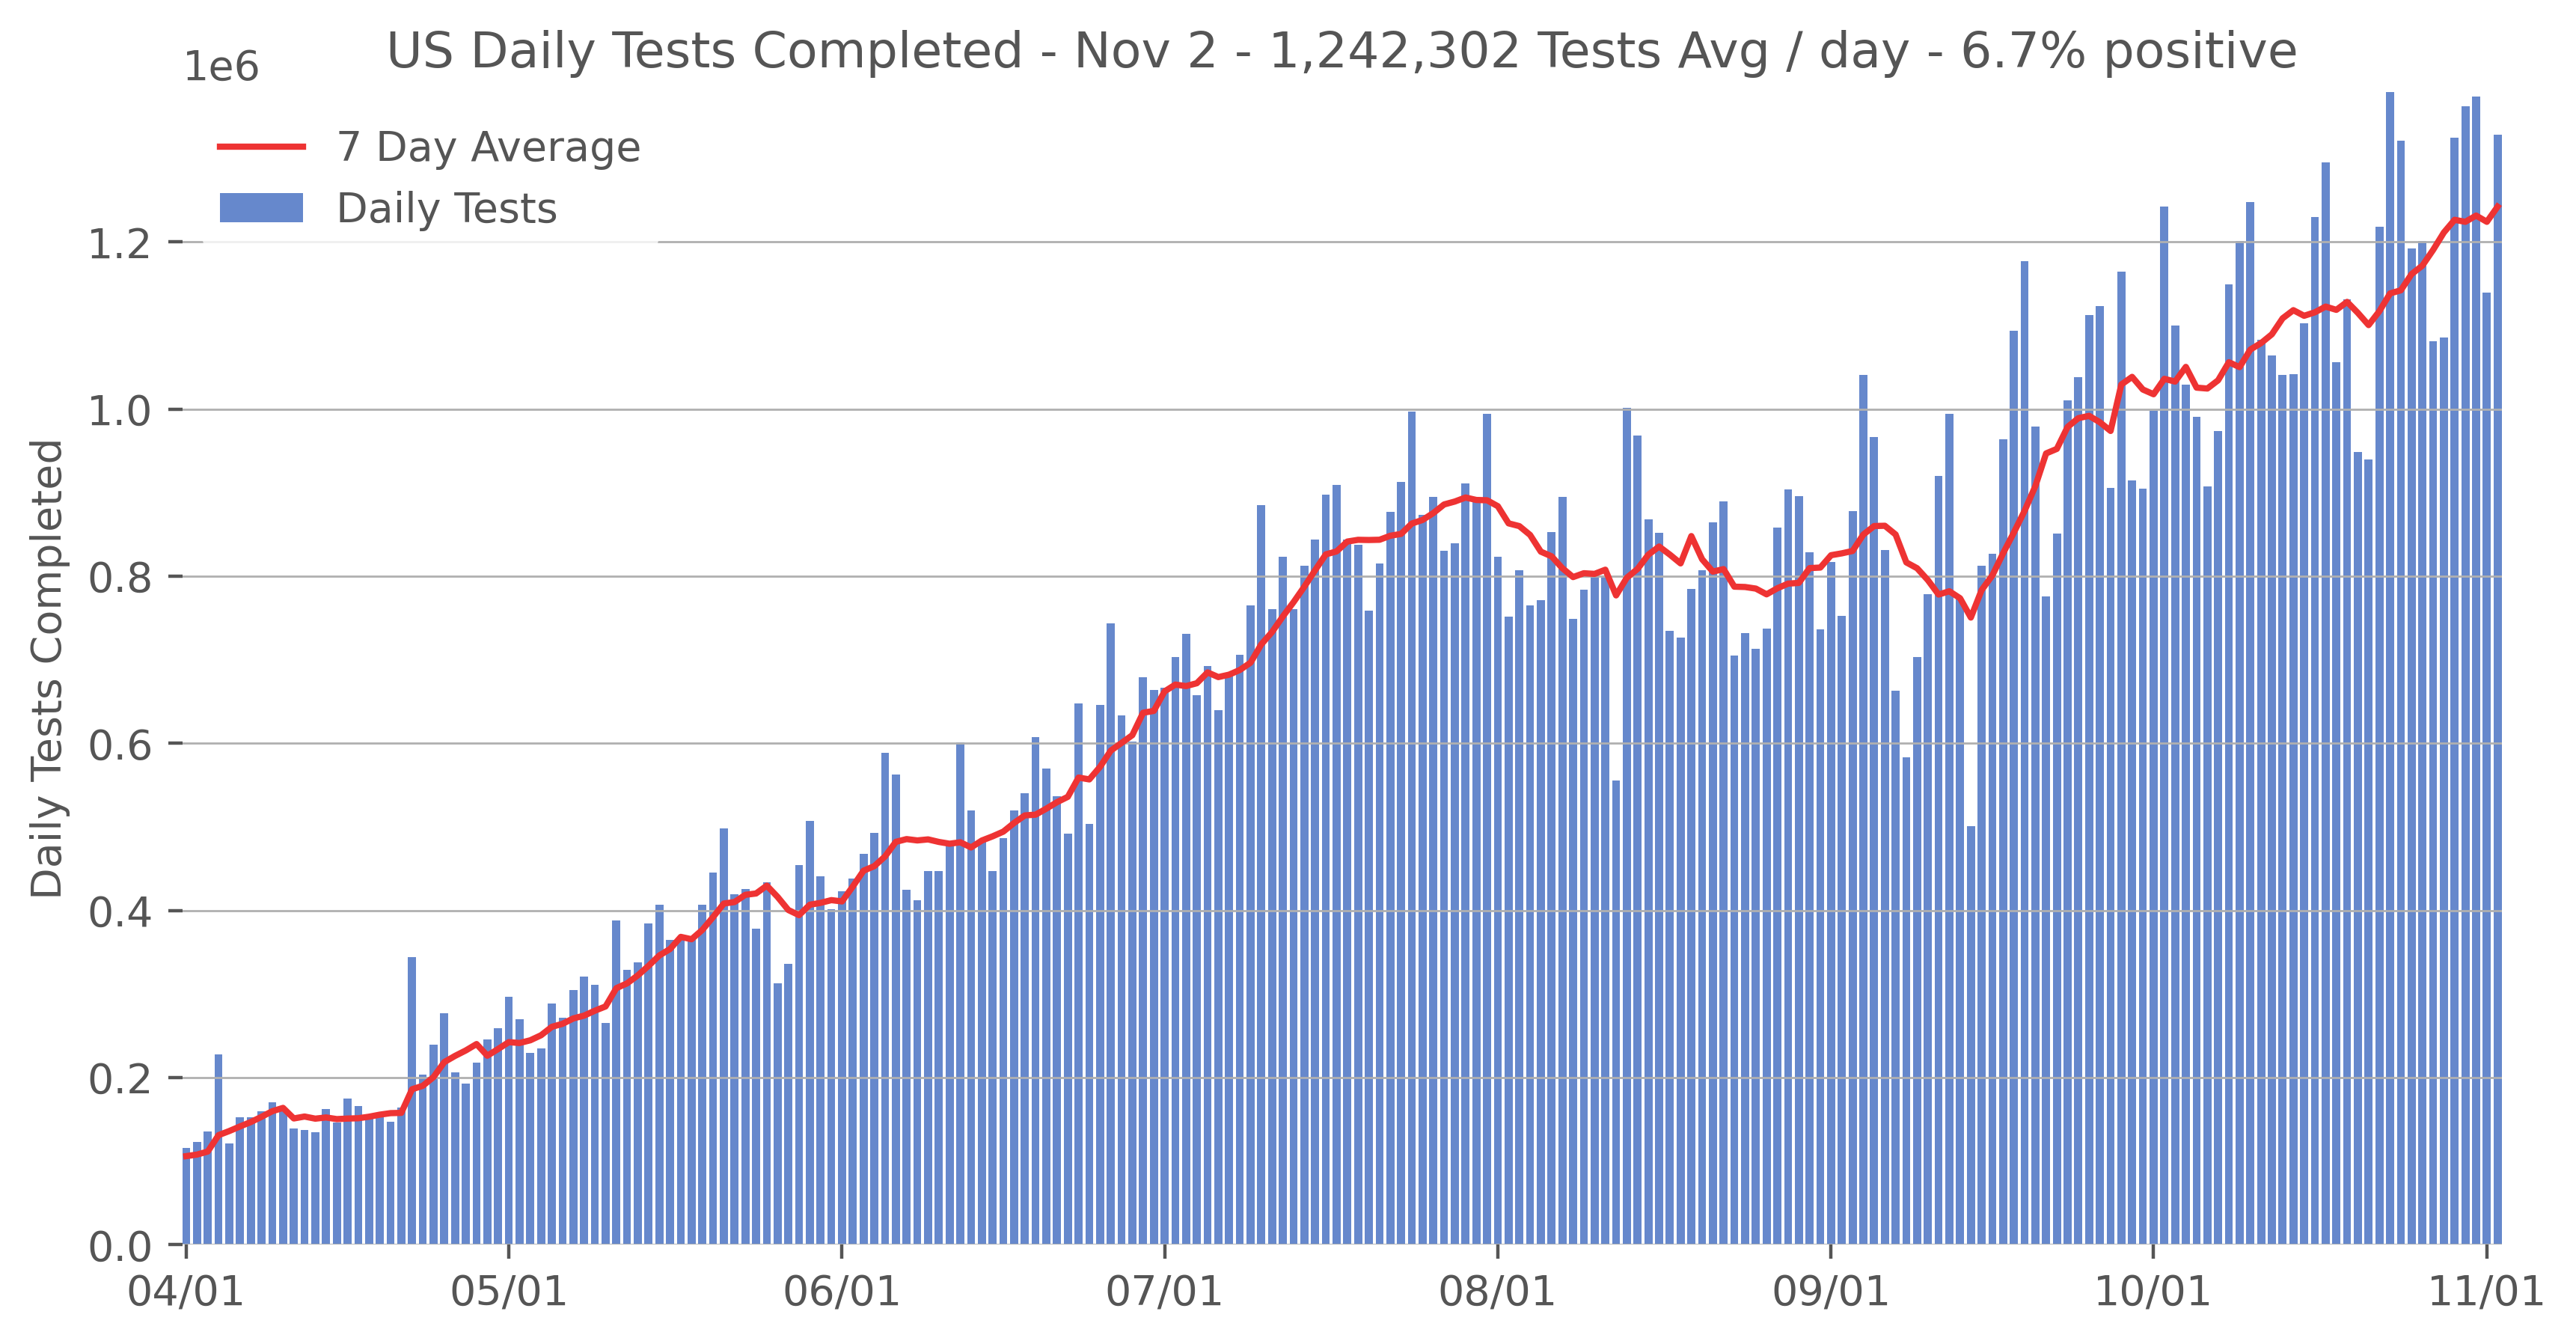 US Daily Tests Completed - Nov 2 - 1,242,302 Tests Avg / day - 6.7% positive
1e6
7 Day Average
Daily Tests
1.2
1.0
0.8
0.6
0.4
0.2
0.0
Daily Tests Completed
04/01 05/01 06/01 07/01 08/01 09/01 10/01 11/01